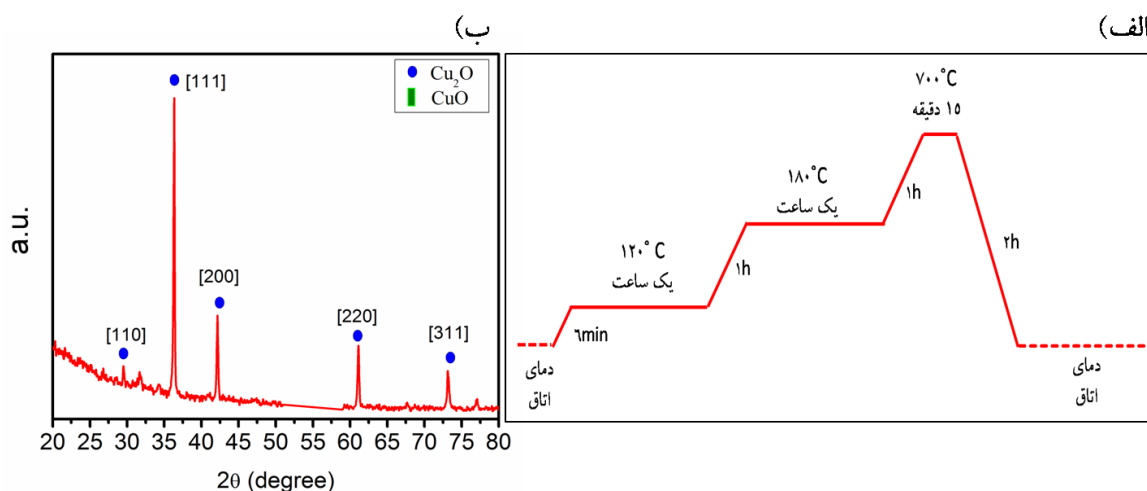 الف)
۷۰۰°C
۱۵ دقیقه
۱h
۱۸۰°C
یک ساعت
۱h
۲h
۱۲۰°C
یک ساعت
۶min
دمای
اتاق
دمای
اتاق
ب)
Cu₂O
CuO
[111]
[200]
[110]
[220]
[311]
a.u.
20 25 30 35 40 45 50 55 60 65 70 75 80
2θ (degree)